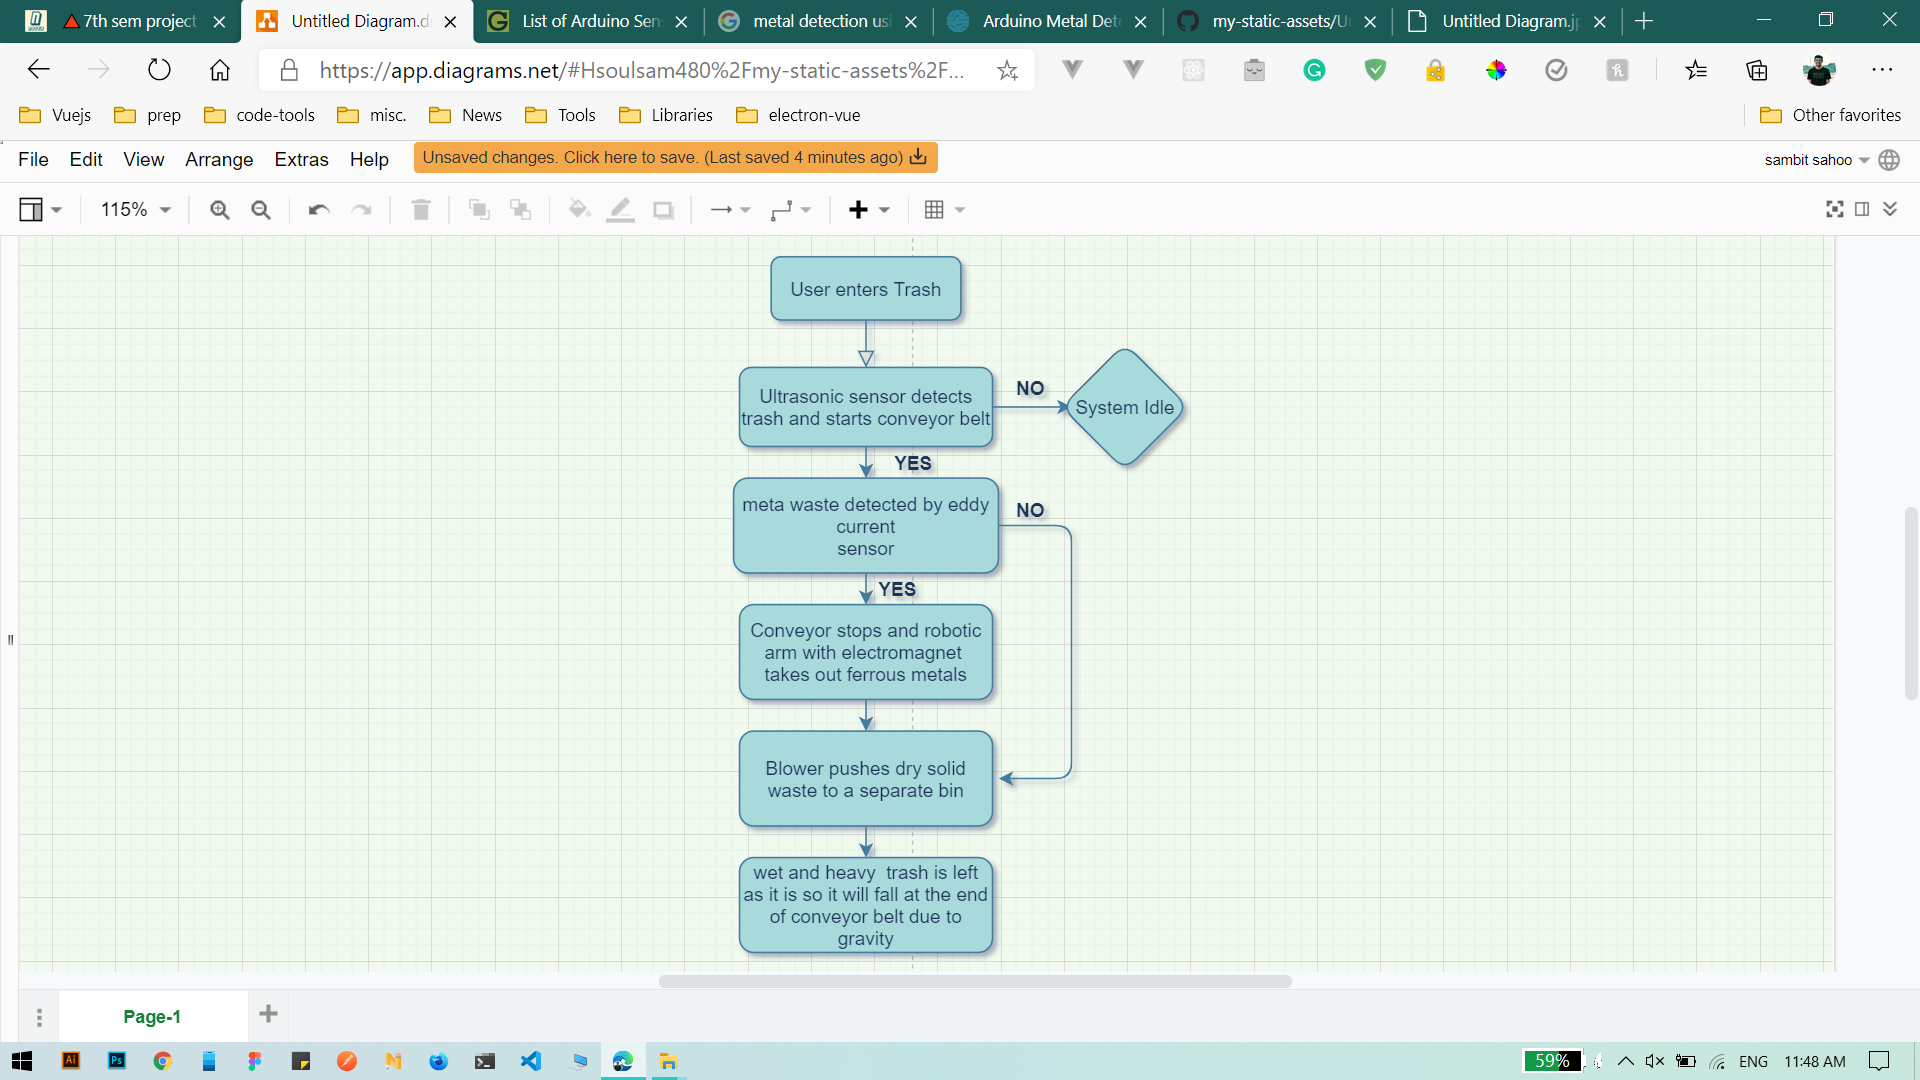 7th sem project
Untitled Diagram.d
List of Arduino Sen
metal detection usi
Arduino Metal Det
my-static-assets/U
Untitled Diagram.j
https://app.diagrams.net/#Hsoulsam480%2Fmy-static-assets%2F...
Vuejs
prep
code-tools
misc.
News
Tools
Libraries
electron-vue
Other favorites
File
Edit
View
Arrange
Extras
Help
Unsaved changes. Click here to save. (Last saved 4 minutes ago)
sambit sahoo
115%
User enters Trash
Ultrasonic sensor detects
trash and starts conveyor belt
NO
System Idle
YES
meta waste detected by eddy
current
sensor
NO
YES
Conveyor stops and robotic
arm with electromagnet
takes out ferrous metals
Blower pushes dry solid
waste to a separate bin
wet and heavy  trash is left
as it is so it will fall at the end
of conveyor belt due to
gravity
Page-1
Ai
Ps
59%
ENG
11:48 AM